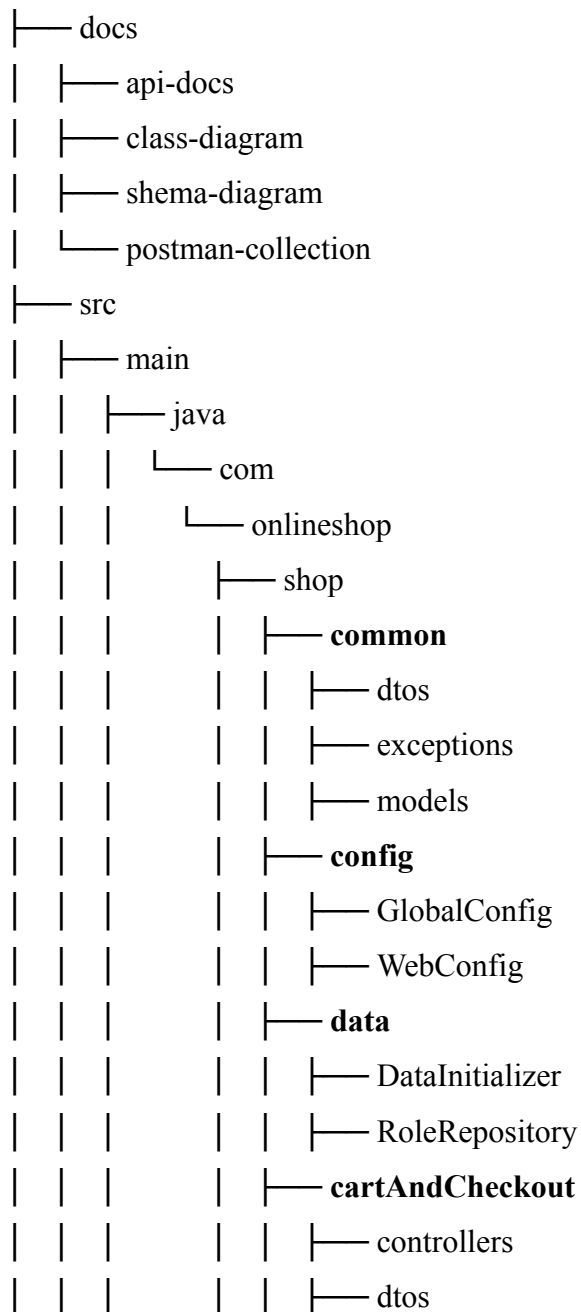 ├── docs
│ ├── api-docs
│ ├── class-diagram
│ ├── shema-diagram
│ └── postman-collection
├── src
│ ├── main
│ │ ├── java
│ │ │ └── com
│ │ │ └── onlineshop
│ │ │ ├── shop
│ │ │ │ ├── common
│ │ │ │ │ ├── dtos
│ │ │ │ │ ├── exceptions
│ │ │ │ │ ├── models
│ │ │ │ ├── config
│ │ │ │ │ ├── GlobalConfig
│ │ │ │ │ ├── WebConfig
│ │ │ │ ├── data
│ │ │ │ │ ├── DataInitializer
│ │ │ │ │ ├── RoleRepository
│ │ │ │ ├── cartAndCheckout
│ │ │ │ │ ├── controllers
│ │ │ │ │ ├── dtos